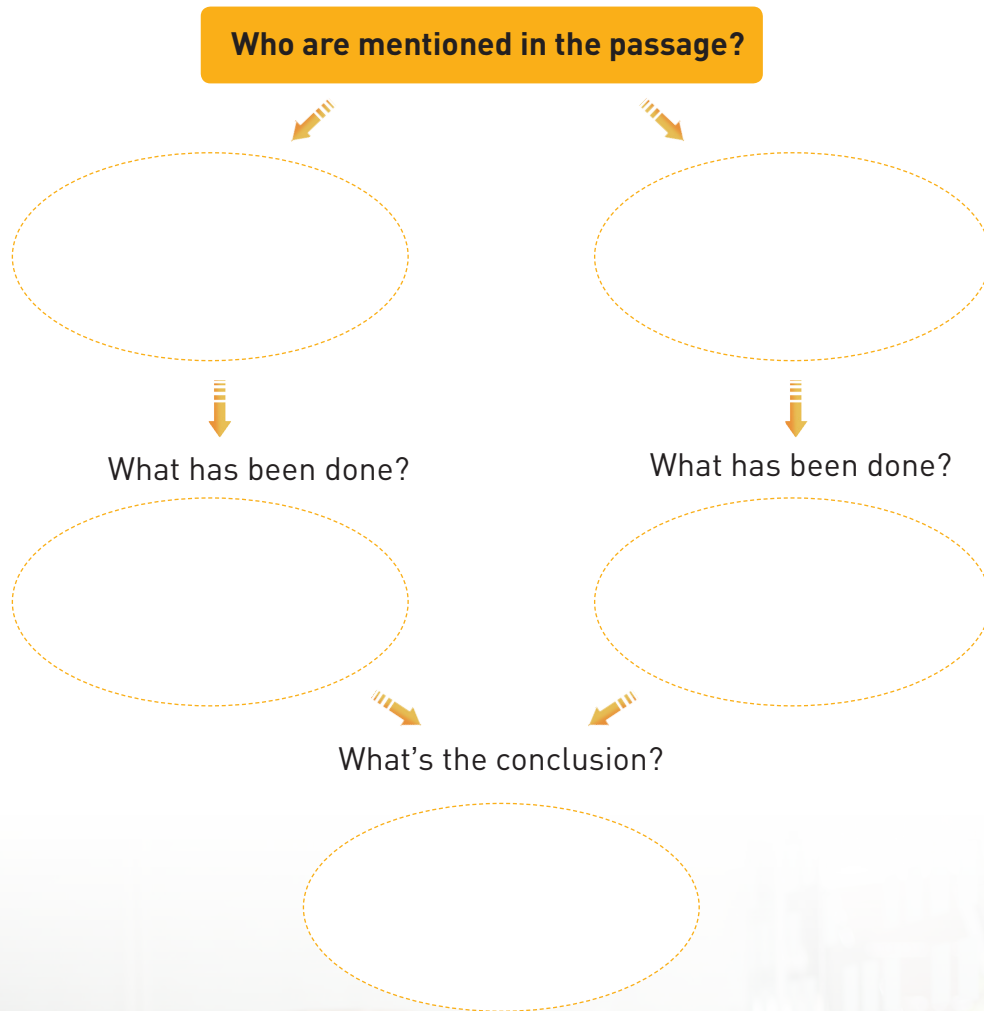 Who are mentioned in the passage?
What has been done?
What has been done?
What's the conclusion?